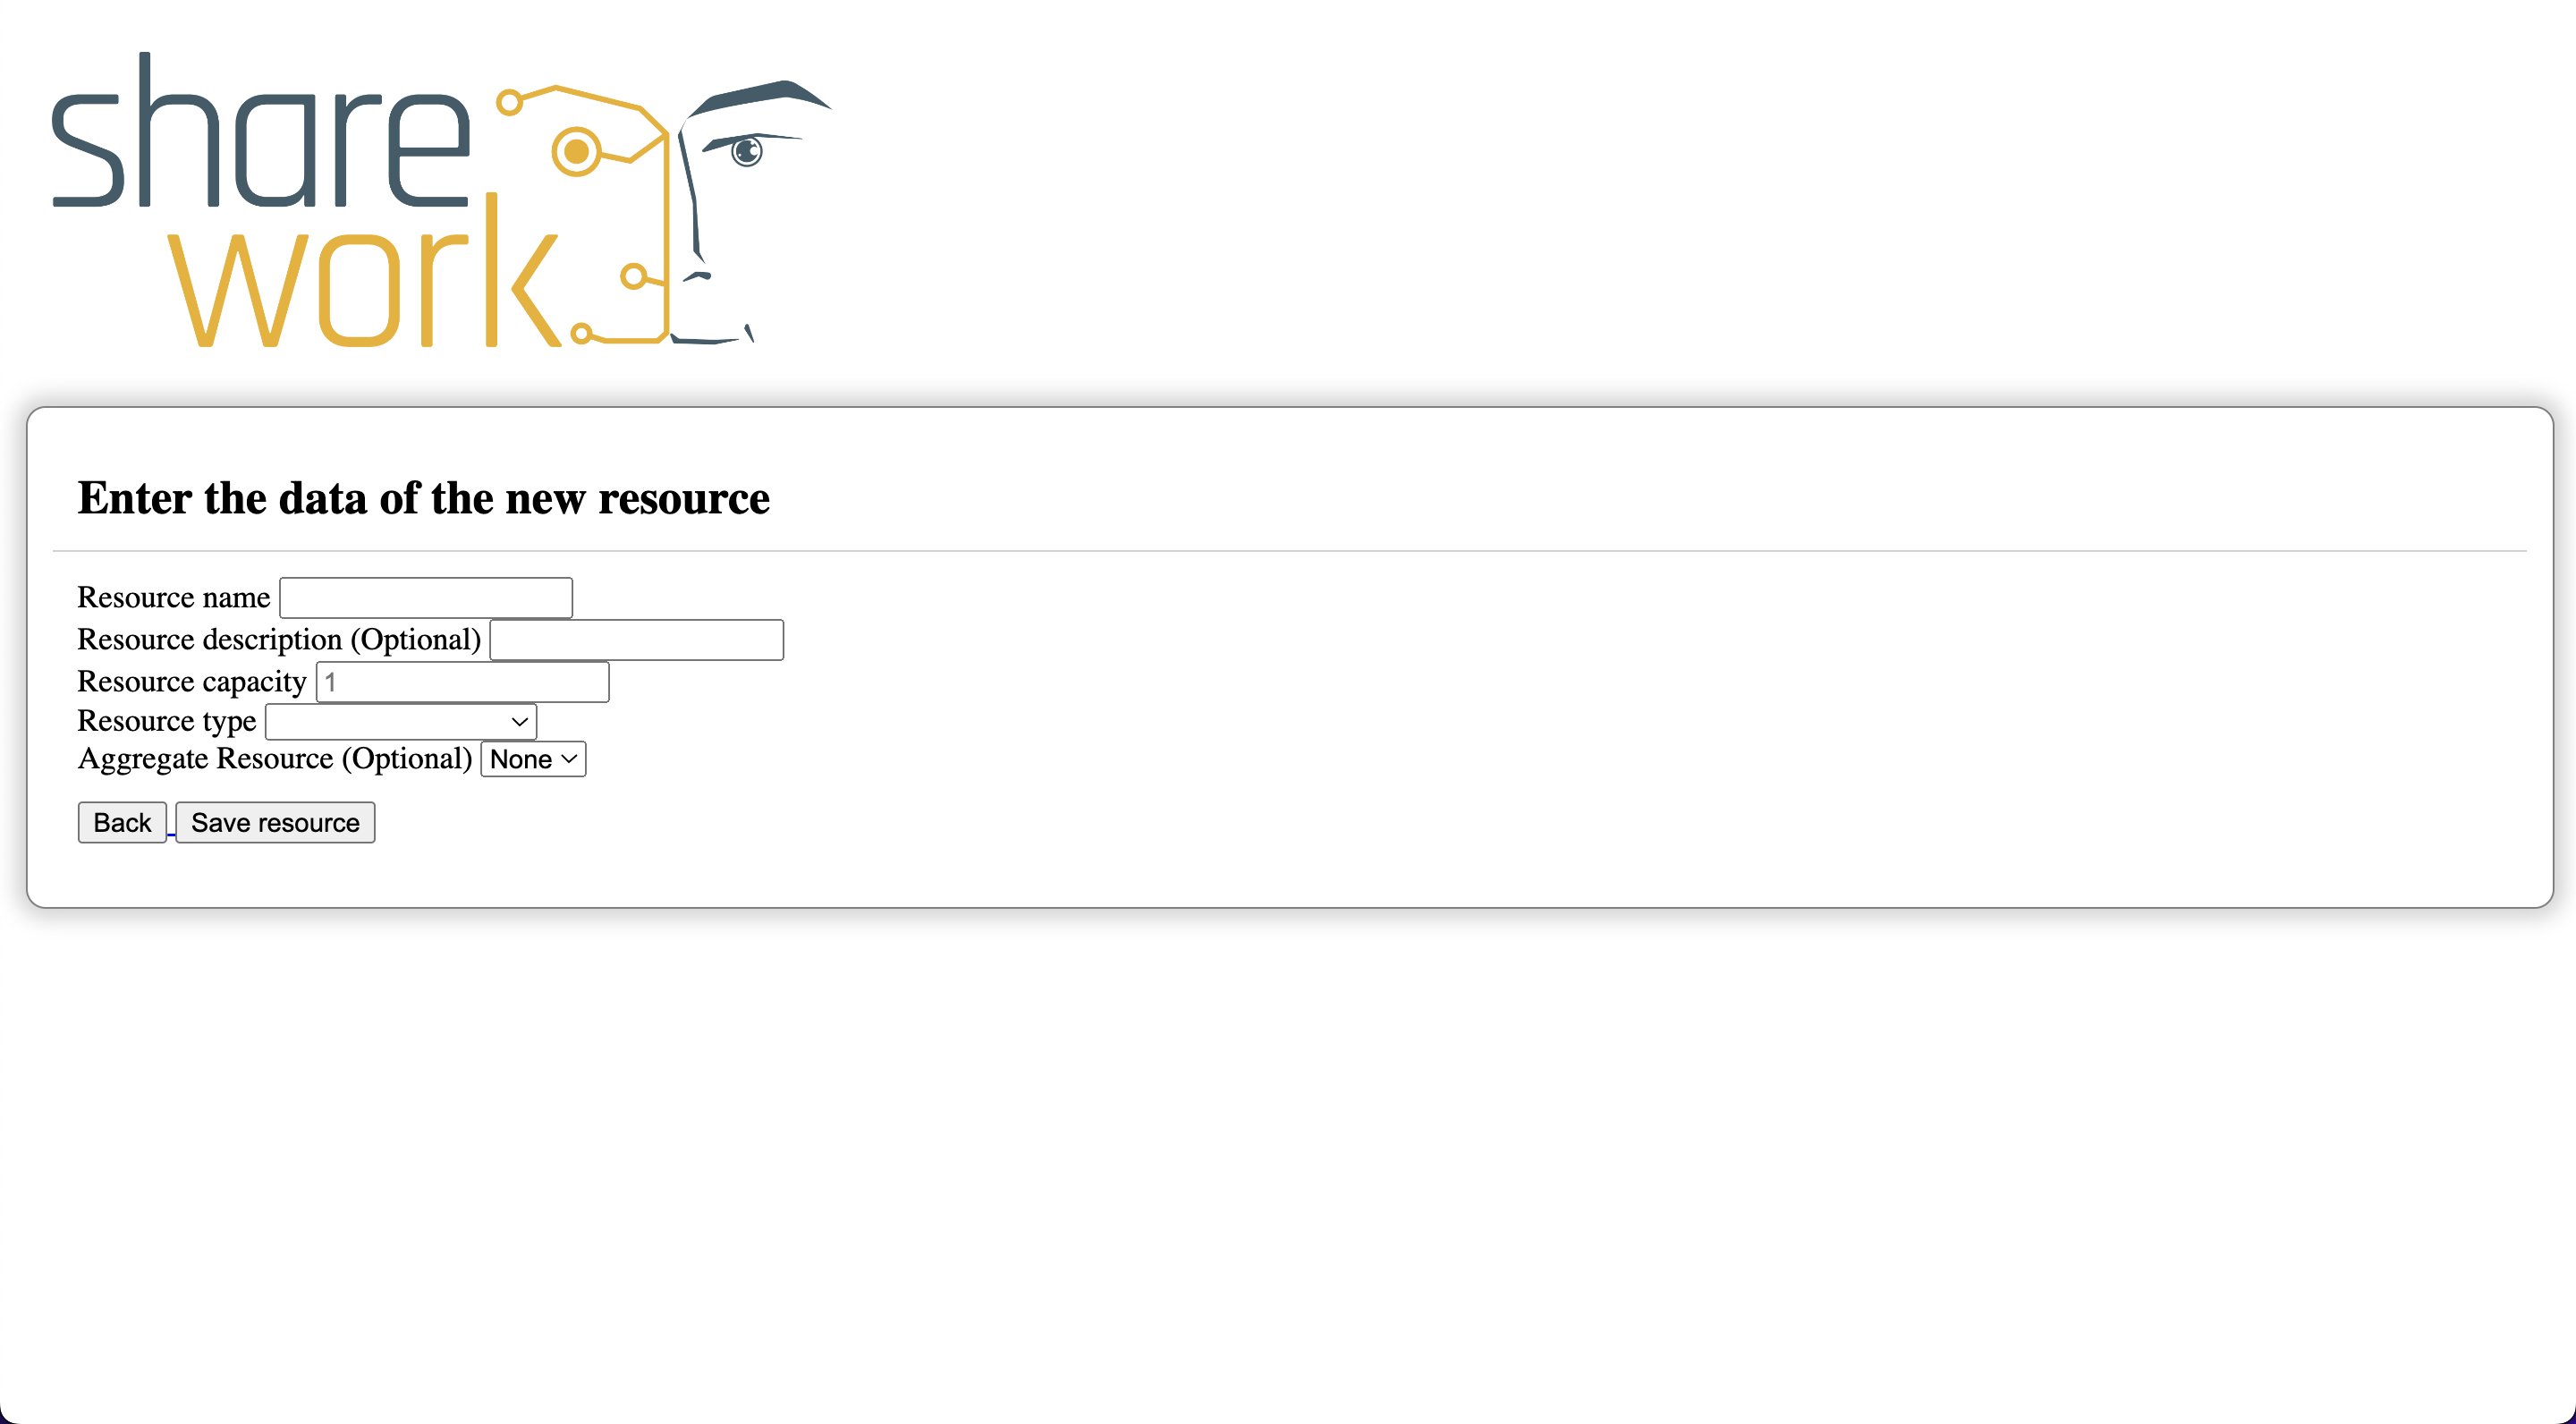 share
work
Enter the data of the new resource
Resource name
Resource description (Optional)
Resource capacity 1
Resource type
Aggregate Resource (Optional) None
Back Save resource